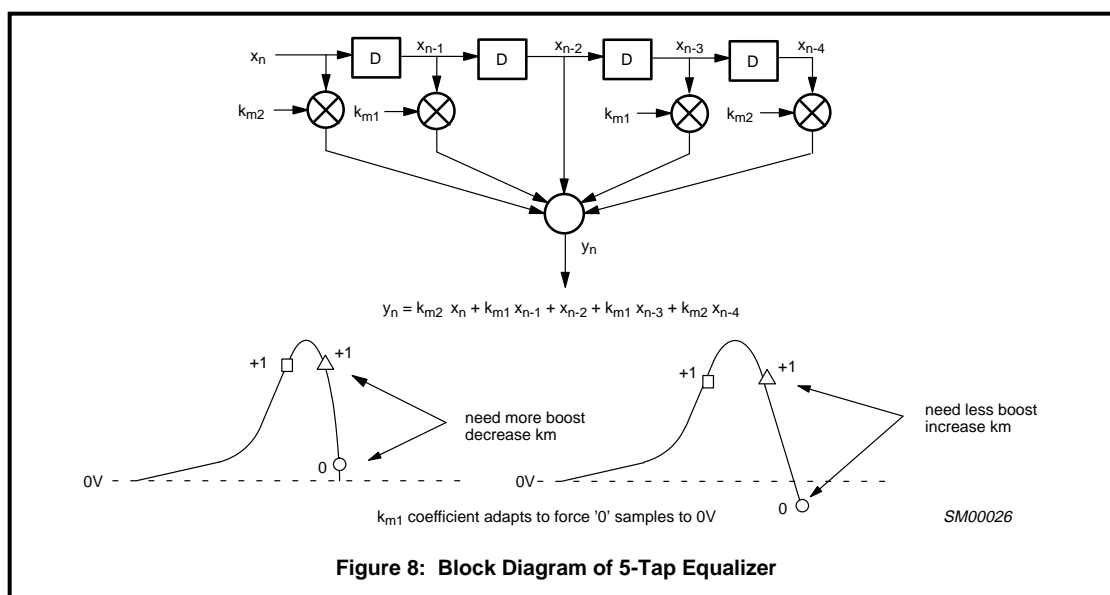 xn D xn-1 D xn-2 D xn-3 D xn-4
km2 km1 km1 km2
yn
yn = km2 xn + km1 xn-1 + xn-2 + km1 xn-3 + km2 xn-4
+1 +1
need more boost
decrease km
0
0V
+1 +1
need less boost
increase km
0V
0
km1 coefficient adapts to force '0' samples to 0V
SM00026
Figure 8: Block Diagram of 5-Tap Equalizer